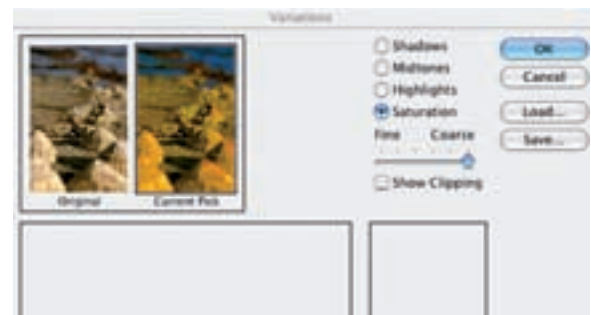 Variations
Original Current Pick
Shadows
Midtones
Highlights
Saturation
Fine Coarse
Show Clipping
OK
Cancel
Load...
Save...